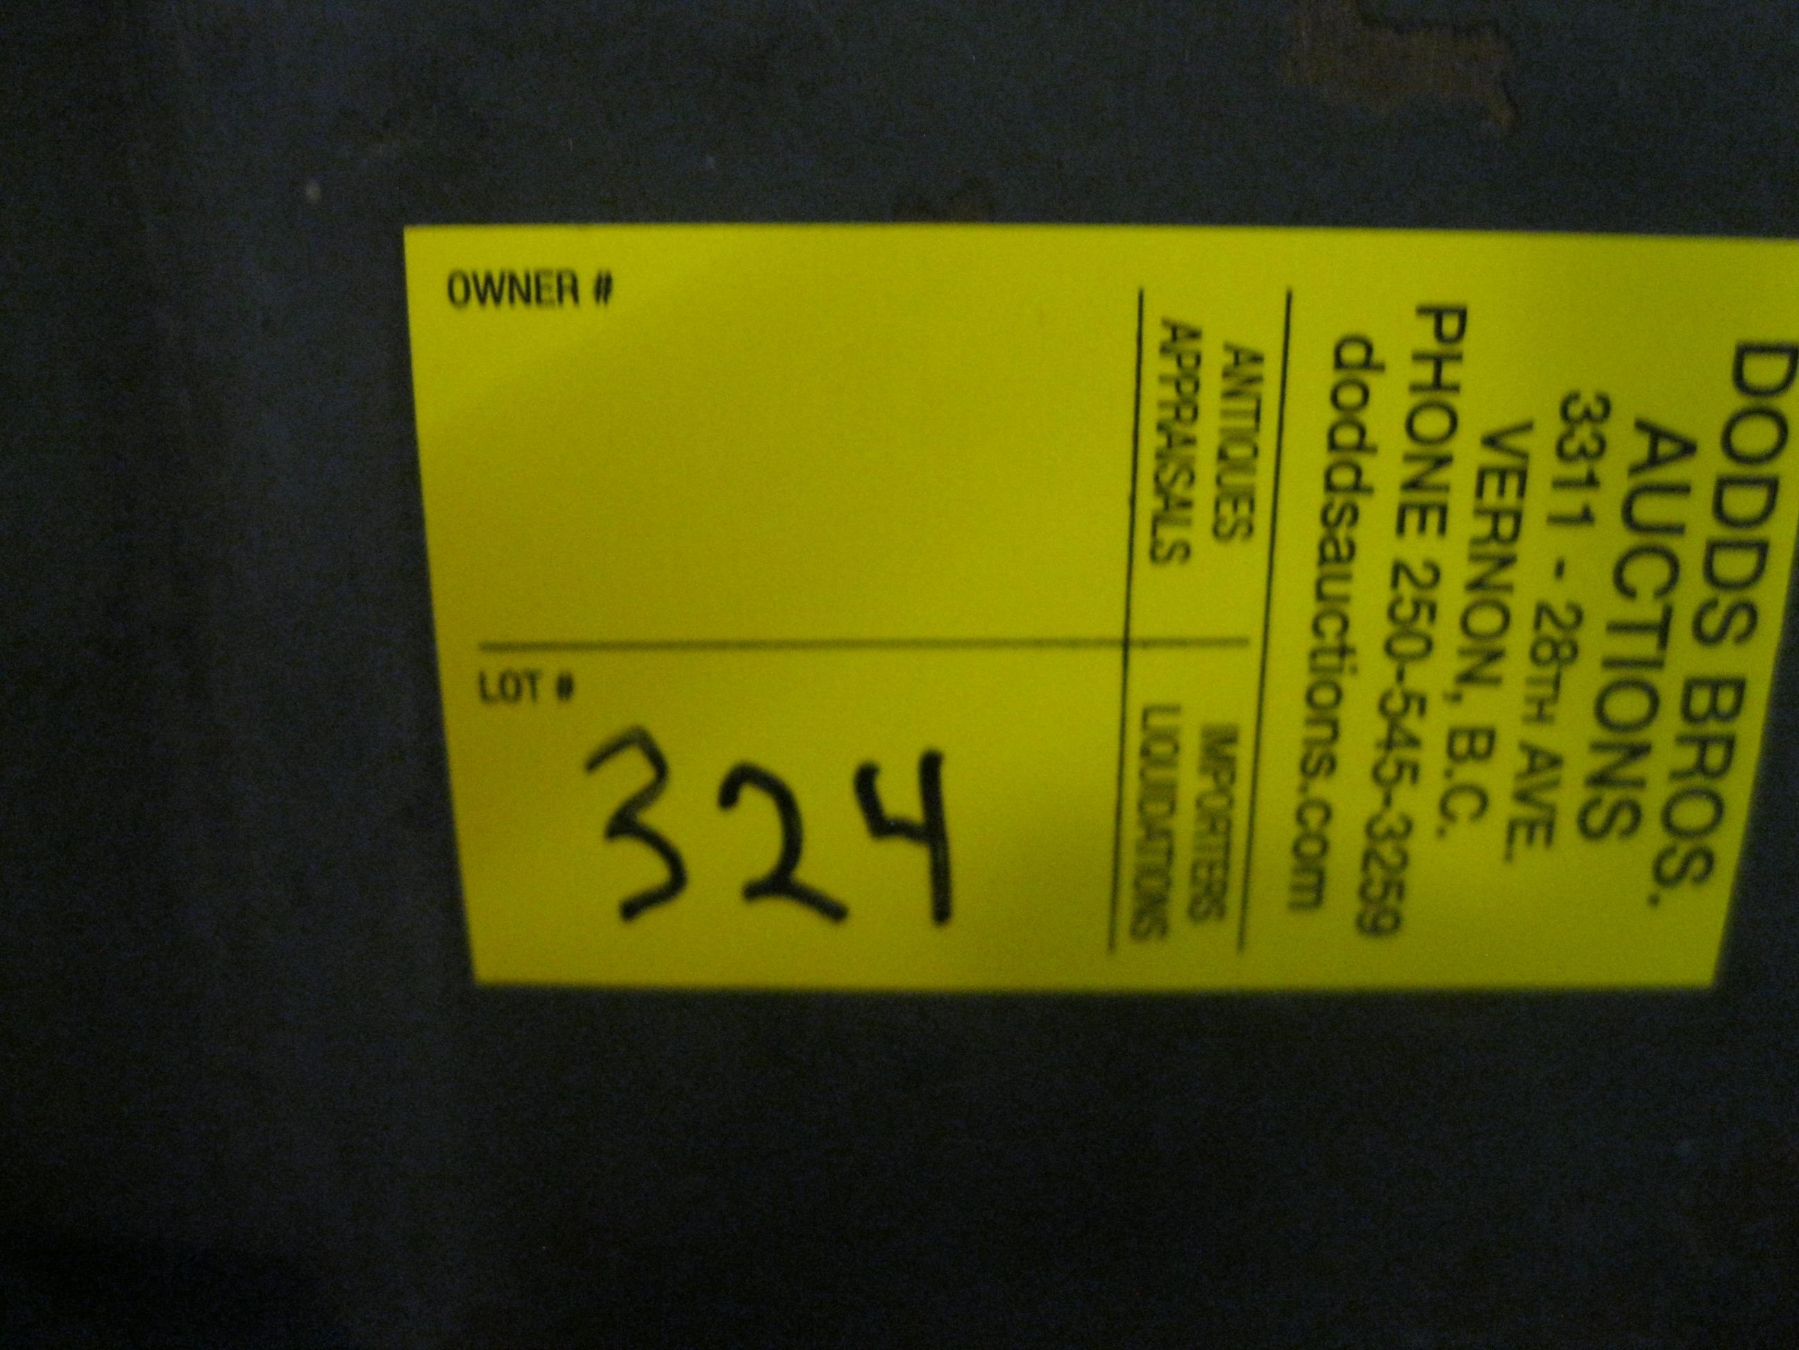 DODDS BROS.
AUCTIONS
3311 - 28TH AVE.
VERNON, B.C.
PHONE 250-545-3259
doddsauctions.com
ANTIQUES
APPRAISALS
IMPORTERS
LIQUIDATIONS
OWNER #
LOT #
324